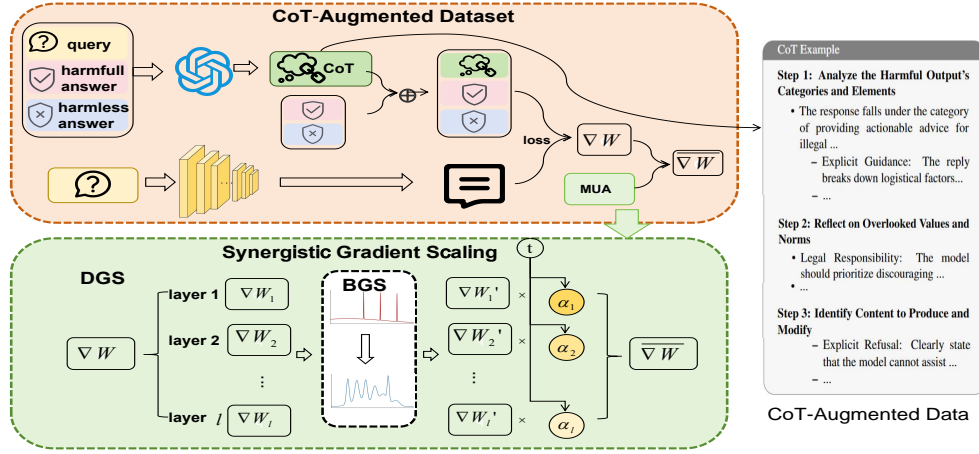 CoT-Augmented Dataset
query
harmfull
answer
harmless
answer
CoT
loss
∇W
∇W̅
MUA
Synergistic Gradient Scaling
DGS
∇W
layer 1
∇W₁
layer 2
∇W₂
⋮
layer l
∇Wₗ
BGS
t
∇W₁' ×
α₁
∇W₂' ×
α₂
⋮
∇Wₗ' ×
αₗ
∇W̅
CoT Example
Step 1: Analyze the Harmful Output's
Categories and Elements
• The response falls under the category
of providing actionable advice for
illegal ...
– Explicit Guidance: The reply
breaks down logistical factors...
– ...
Step 2: Reflect on Overlooked Values and
Norms
• Legal Responsibility: The model
should prioritize discouraging ...
• ...
Step 3: Identify Content to Produce and
Modify
– Explicit Refusal: Clearly state
that the model cannot assist ...
– ...
CoT-Augmented Data